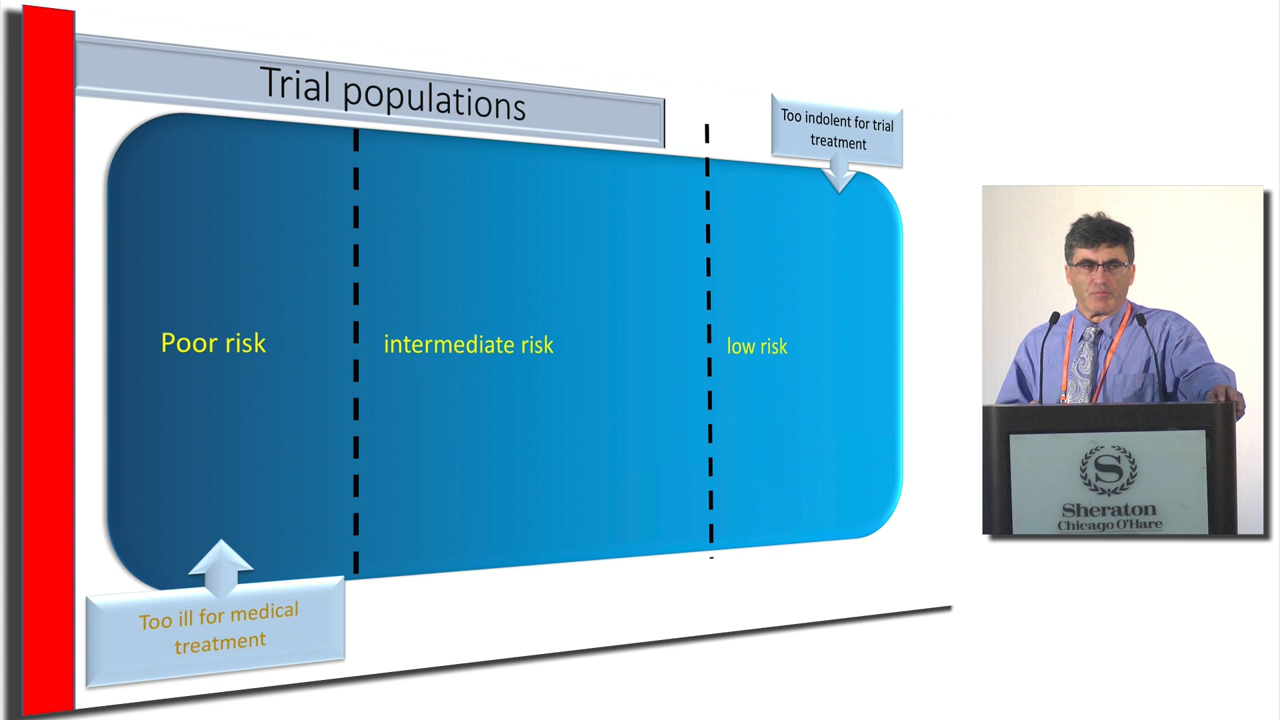 Trial populations
Too indolent for trial
treatment
Poor risk
intermediate risk
low risk
Too ill for medical
treatment
S
Sheraton
Chicago O'Hare